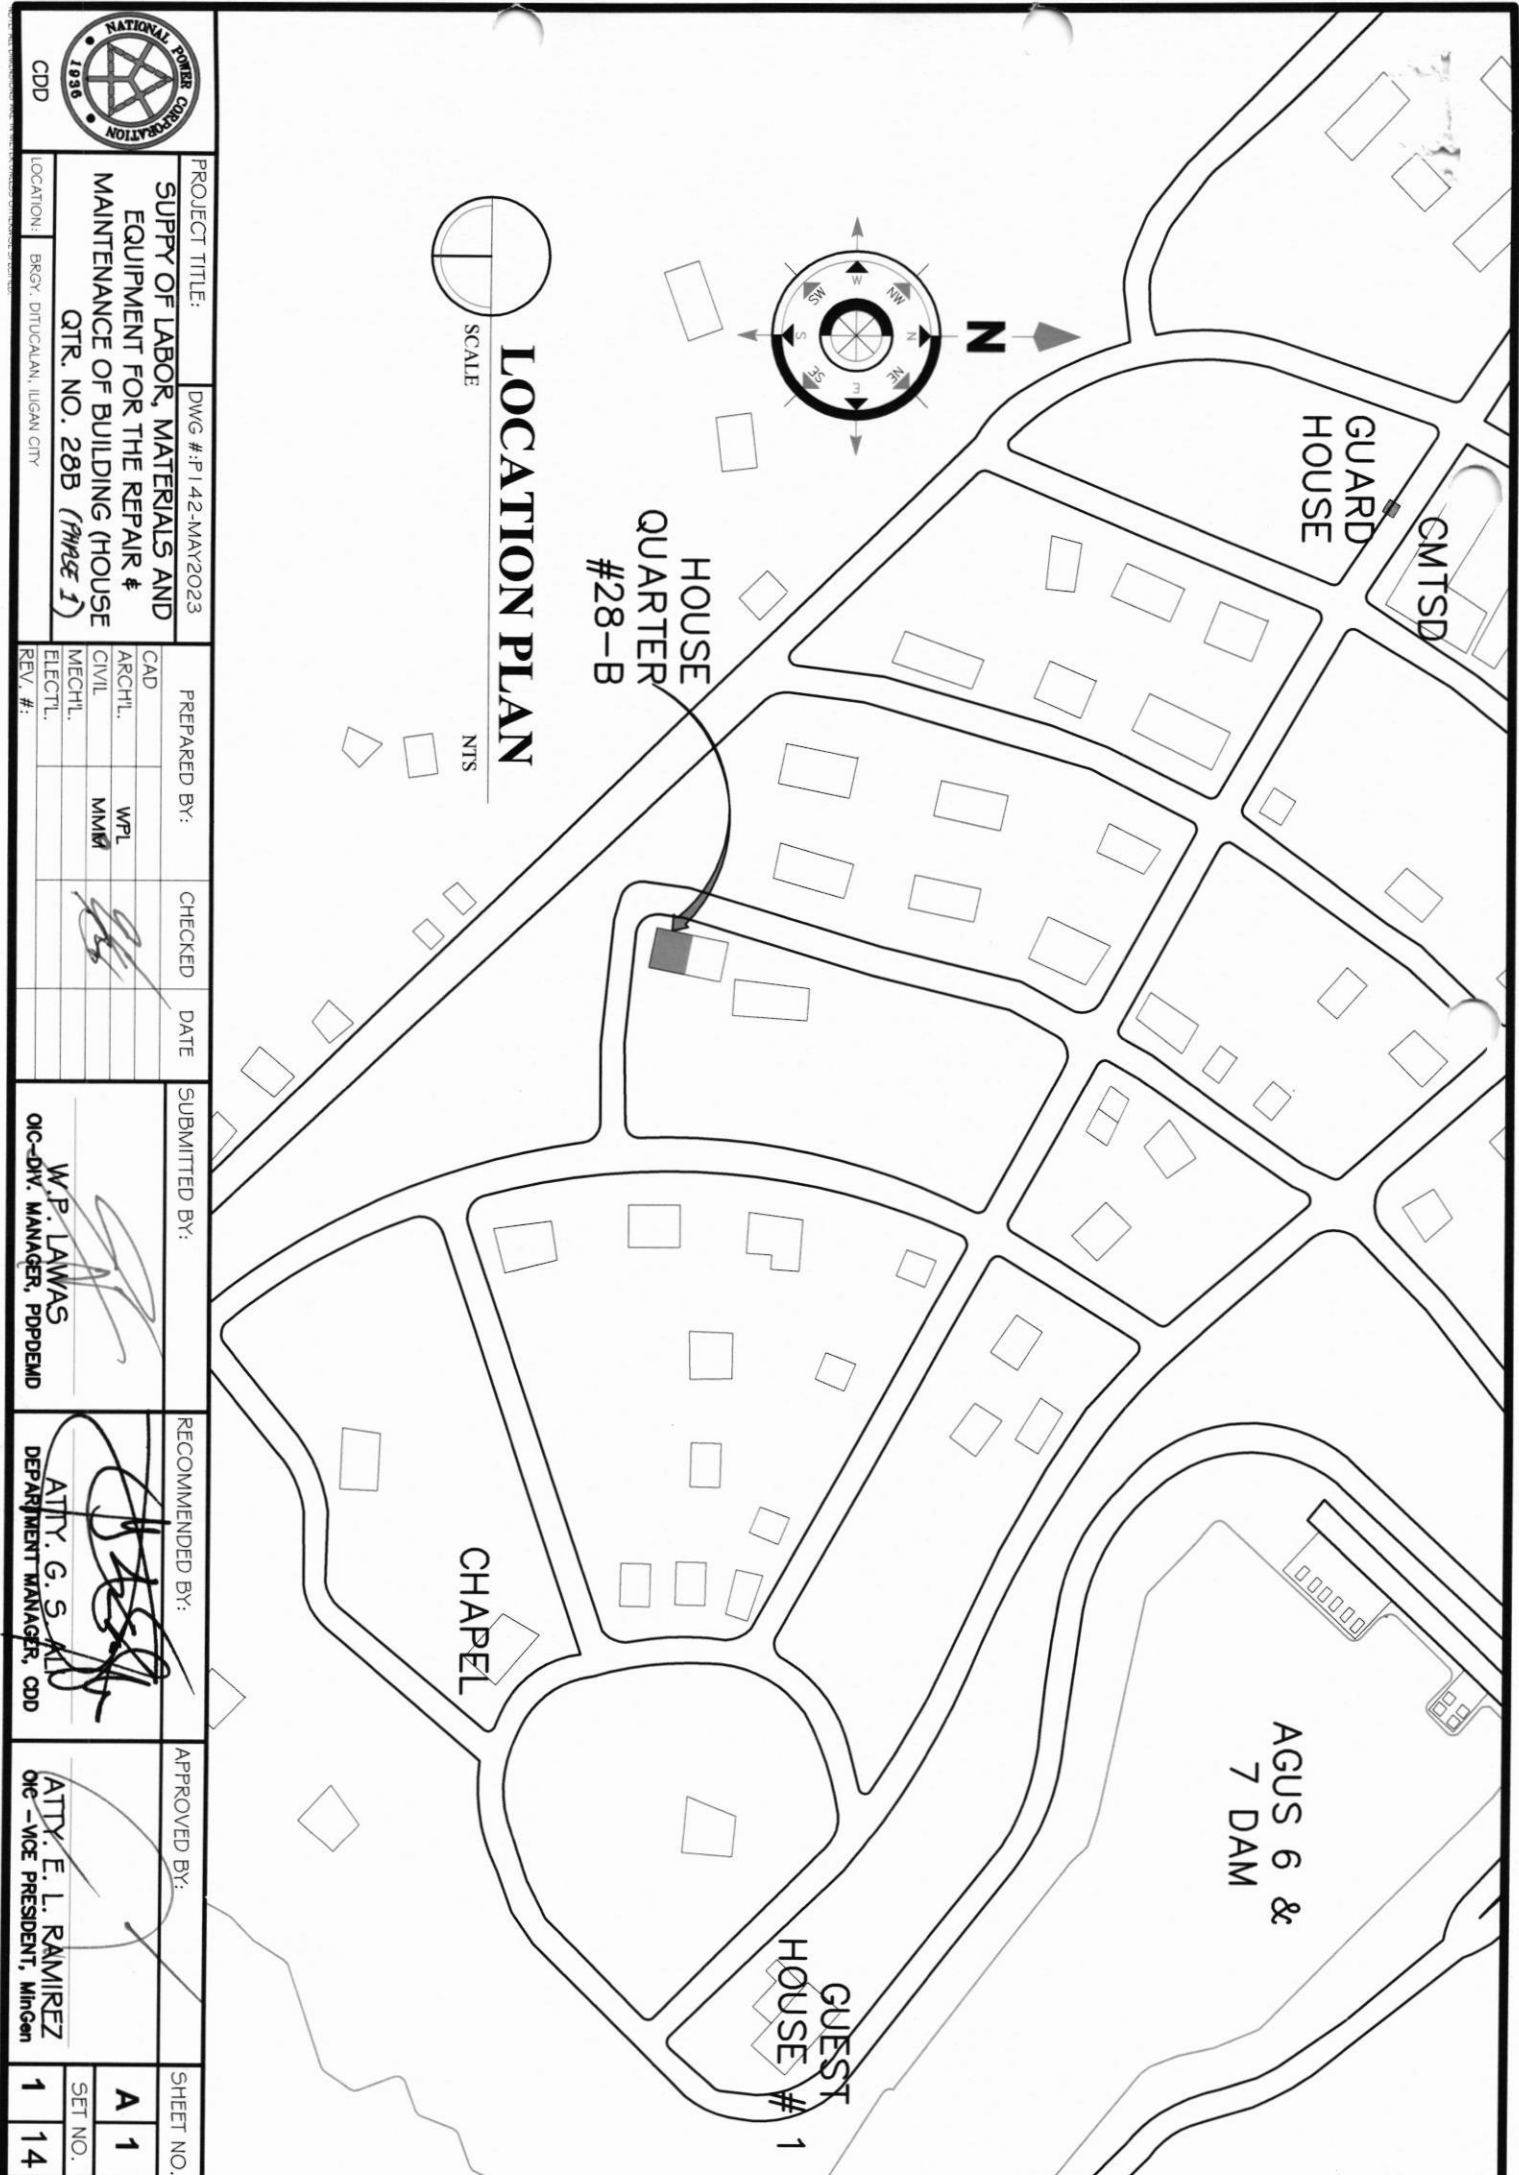 GUARD
HOUSE
CMTSD
AGUS 6 &
7 DAM
N
N
NE
E
SE
S
SW
W
NW
HOUSE
QUARTER
#28-B
GUEST
HOUSE # 1
CHAPEL
LOCATION PLAN
SCALE
NTS
NATIONAL POWER CORPORATION
1936
CDD
PROJECT TITLE:
DWG #:P142-MAY2023
SUPPY OF LABOR, MATERIALS AND
EQUIPMENT FOR THE REPAIR &
MAINTENANCE OF BUILDING (HOUSE
QTR. NO. 28B (PHASE 1)
LOCATION:
BRGY. DITUCALAN, ILIGAN CITY
PREPARED BY:
CHECKED
DATE
CAD
ARCH'L.
WPL
CIVIL
MMM
MECH'L.
ELECT'L.
REV. #:
SUBMITTED BY:
W.P. LAWAS
OIC-DIV. MANAGER, PDPDEMD
RECOMMENDED BY:
ATTY. G. S. ALI
DEPARTMENT MANAGER, CDD
APPROVED BY:
ATTY. E. L. RAMIREZ
OIC -VICE PRESIDENT, MinGen
SHEET NO.
A 1
SET NO.
1 14